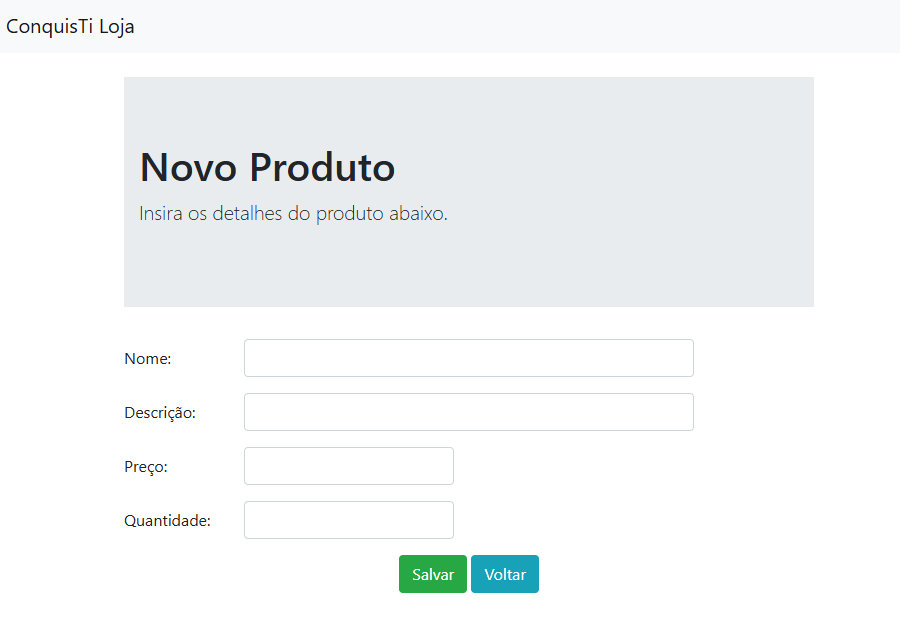 ConquisTi Loja
Novo Produto
Insira os detalhes do produto abaixo.
Nome:
Descrição:
Preço:
Quantidade:
Salvar Voltar